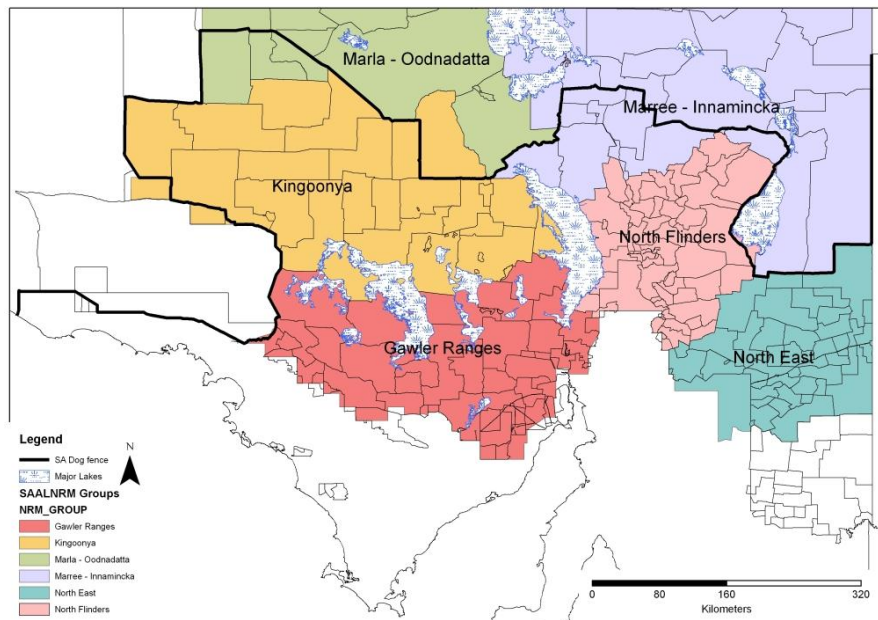 Marla - Oodnadatta
Marree - Innamincka
Kingoonya
North Flinders
Gawler Ranges
North East
Legend
SA Dog fence
Major Lakes
N
SAALNRM Groups
NRM_GROUP
Gawler Ranges
Kingoonya
Marla - Oodnadatta
Marree - Innamincka
North East
North Flinders
0 80 160 320
Kilometers